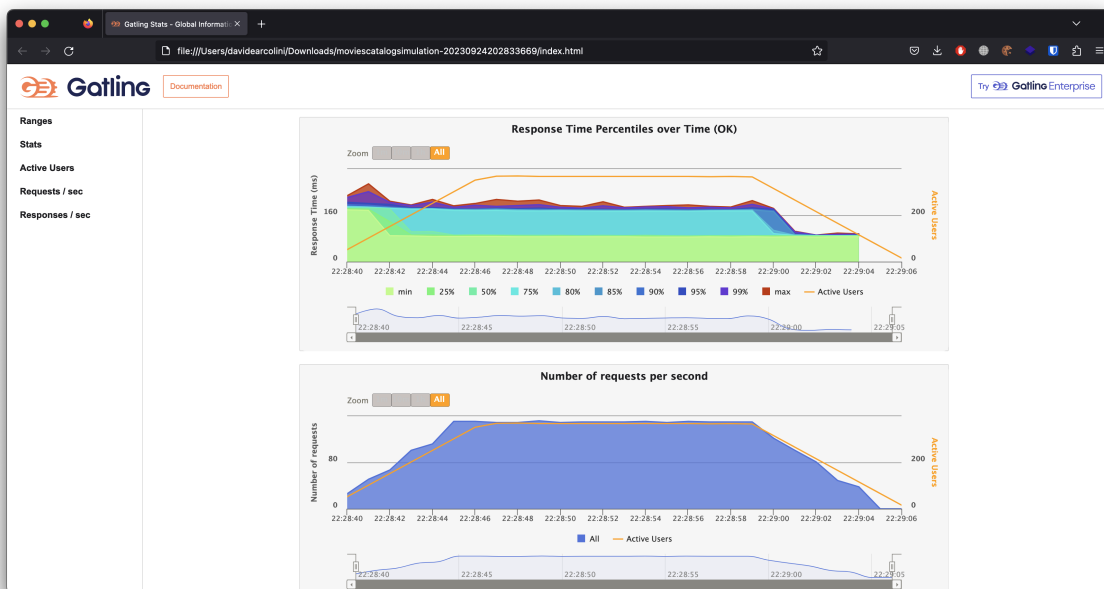 Gatling Stats - Global Informatic
file:///Users/davidearcolini/Downloads/moviescatalogsimulation-20230924202833669/index.html
Gatling
Documentation
Try Gatling Enterprise
Ranges
Stats
Active Users
Requests / sec
Responses / sec
Response Time Percentiles over Time (OK)
Zoom All
Response Time (ms)
160
0
Active Users
200
0
22:28:40 22:28:42 22:28:44 22:28:46 22:28:48 22:28:50 22:28:52 22:28:54 22:28:56 22:28:58 22:29:00 22:29:02 22:29:04 22:29:06
min 25% 50% 75% 80% 85% 90% 95% 99% max Active Users
22:28:40 22:28:45 22:28:50 22:28:55 22:29:00 22:29:05
Number of requests per second
Zoom All
Number of requests
80
0
Active Users
200
0
22:28:40 22:28:42 22:28:44 22:28:46 22:28:48 22:28:50 22:28:52 22:28:54 22:28:56 22:28:58 22:29:00 22:29:02 22:29:04 22:29:06
All Active Users
22:28:40 22:28:45 22:28:50 22:28:55 22:29:00 22:29:05